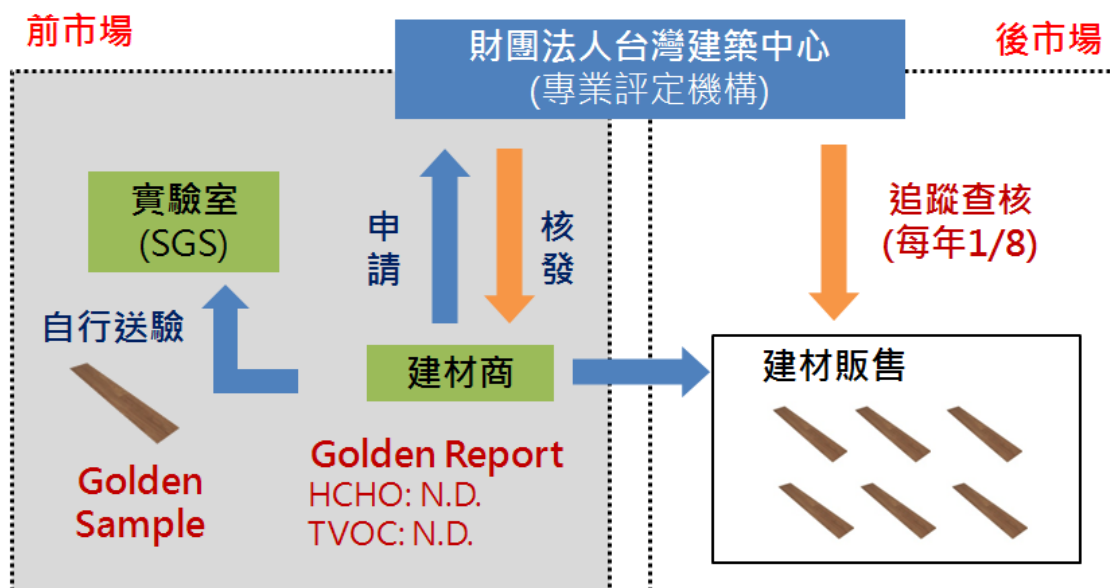 前市場
財團法人台灣建築中心
(專業評定機構)
後市場
實驗室
(SGS)
申請
核發
追蹤查核
(每年1/8)
自行送驗
建材商
建材販售
Golden
Sample
Golden Report
HCHO: N.D.
TVOC: N.D.